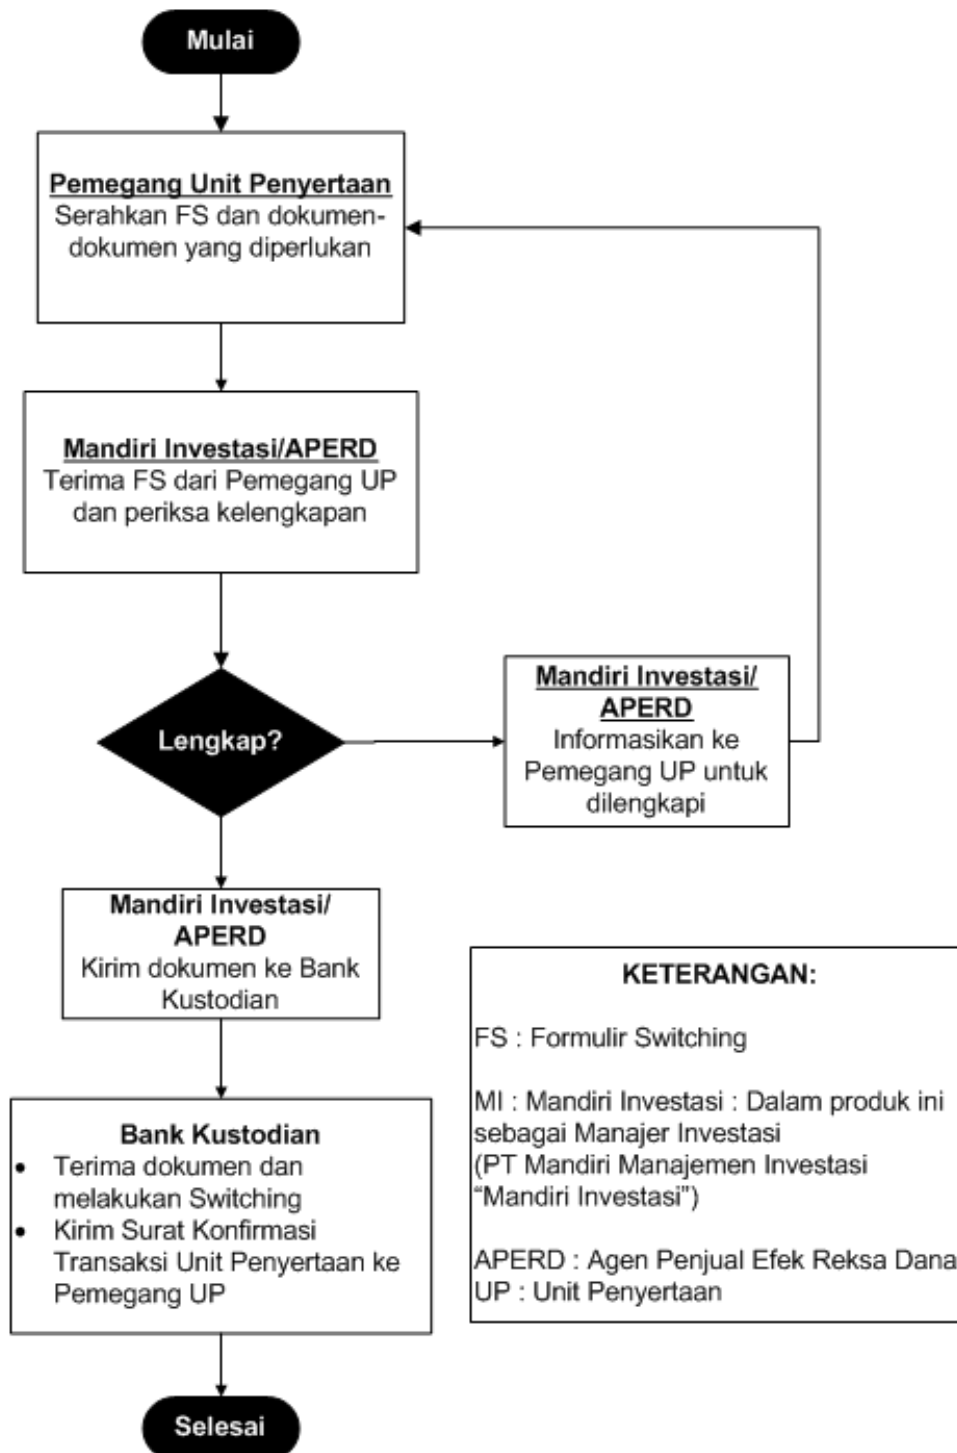 Mulai
Pemegang Unit Penyertaan
Serahkan FS dan dokumen-
dokumen yang diperlukan
Mandiri Investasi/APERD
Terima FS dari Pemegang UP
dan periksa kelengkapan
Lengkap?
Mandiri Investasi/
APERD
Informasikan ke
Pemegang UP untuk
dilengkapi
Mandiri Investasi/
APERD
Kirim dokumen ke Bank
Kustodian
Bank Kustodian
• Terima dokumen dan
melakukan Switching
• Kirim Surat Konfirmasi
Transaksi Unit Penyertaan ke
Pemegang UP
Selesai
KETERANGAN:
FS : Formulir Switching
MI : Mandiri Investasi : Dalam produk ini
sebagai Manajer Investasi
(PT Mandiri Manajemen Investasi
“Mandiri Investasi”)
APERD : Agen Penjual Efek Reksa Dana
UP : Unit Penyertaan